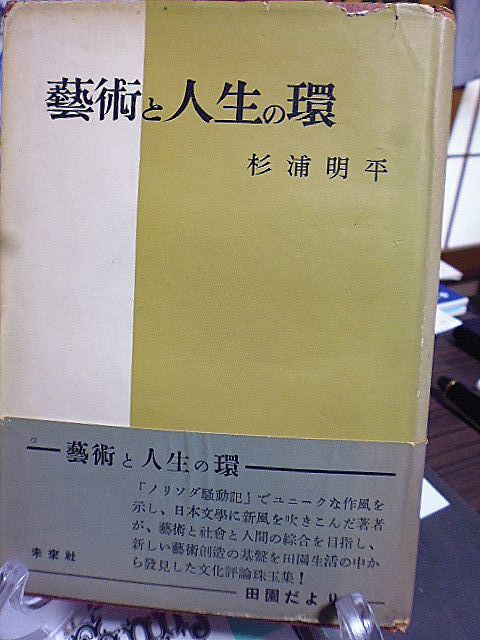 藝術と人生の環
杉浦明平
藝術と人生の環
『ノリソダ騷動記』でユニークな作風を
示し、日本文學に新風を吹きこんだ著者
が、藝術と社會と人間の綜合を目指し、
新しい藝術創造の基盤を田園生活の中か
ら發見した文化評論珠玉集！
未來社
田園だより